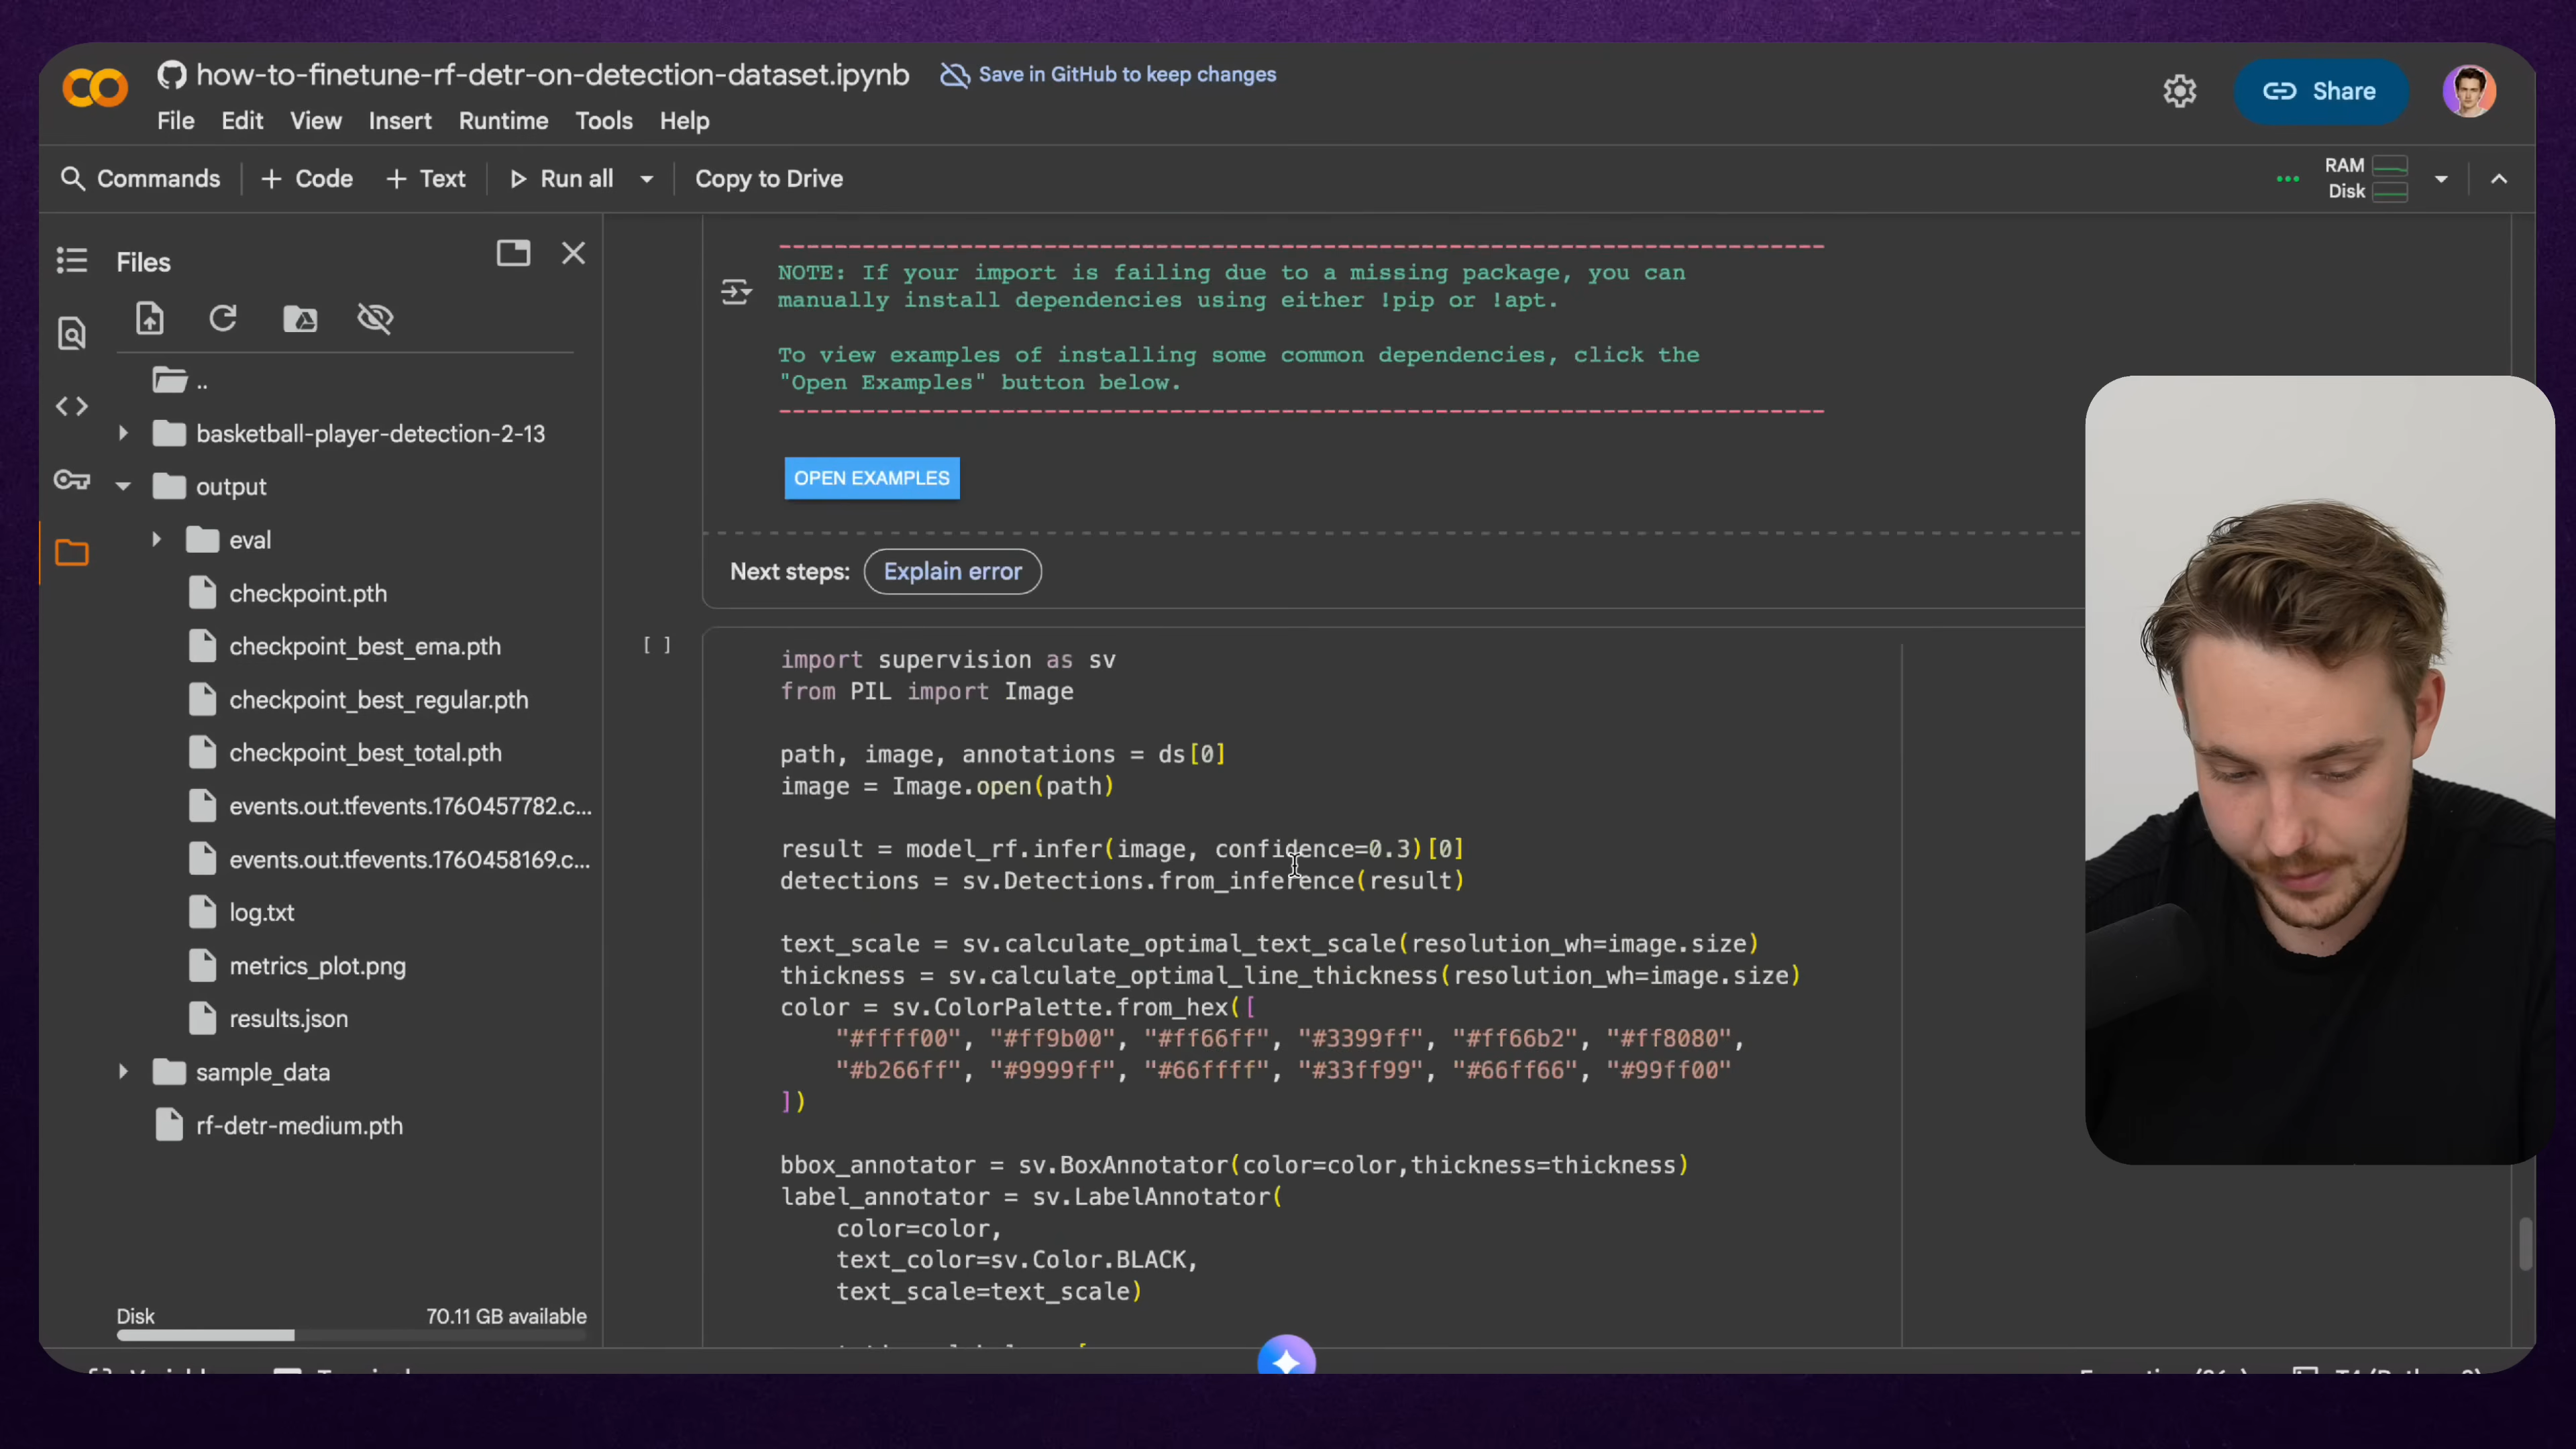 how-to-finetune-rf-detr-on-detection-dataset.ipynb
Save in GitHub to keep changes
Share
File Edit View Insert Runtime Tools Help
Commands
+ Code
+ Text
Run all
Copy to Drive
RAM
Disk
Files
..
basketball-player-detection-2-13
output
eval
checkpoint.pth
checkpoint_best_ema.pth
checkpoint_best_regular.pth
checkpoint_best_total.pth
events.out.tfevents.1760457782.c...
events.out.tfevents.1760458169.c...
log.txt
metrics_plot.png
results.json
sample_data
rf-detr-medium.pth
Disk
70.11 GB available
---------------------------------------------------------------------------
NOTE: If your import is failing due to a missing package, you can
manually install dependencies using either !pip or !apt.
To view examples of installing some common dependencies, click the
"Open Examples" button below.
---------------------------------------------------------------------------
OPEN EXAMPLES
Next steps:
Explain error
[ ]
import supervision as sv
from PIL import Image
path, image, annotations = ds[0]
image = Image.open(path)
result = model_rf.infer(image, confidence=0.3)[0]
detections = sv.Detections.from_inference(result)
text_scale = sv.calculate_optimal_text_scale(resolution_wh=image.size)
thickness = sv.calculate_optimal_line_thickness(resolution_wh=image.size)
color = sv.ColorPalette.from_hex([
"#ffff00", "#ff9b00", "#ff66ff", "#3399ff", "#ff66b2", "#ff8080",
"#b266ff", "#9999ff", "#66ffff", "#33ff99", "#66ff66", "#99ff00"
])
bbox_annotator = sv.BoxAnnotator(color=color,thickness=thickness)
label_annotator = sv.LabelAnnotator(
color=color,
text_color=sv.Color.BLACK,
text_scale=text_scale)